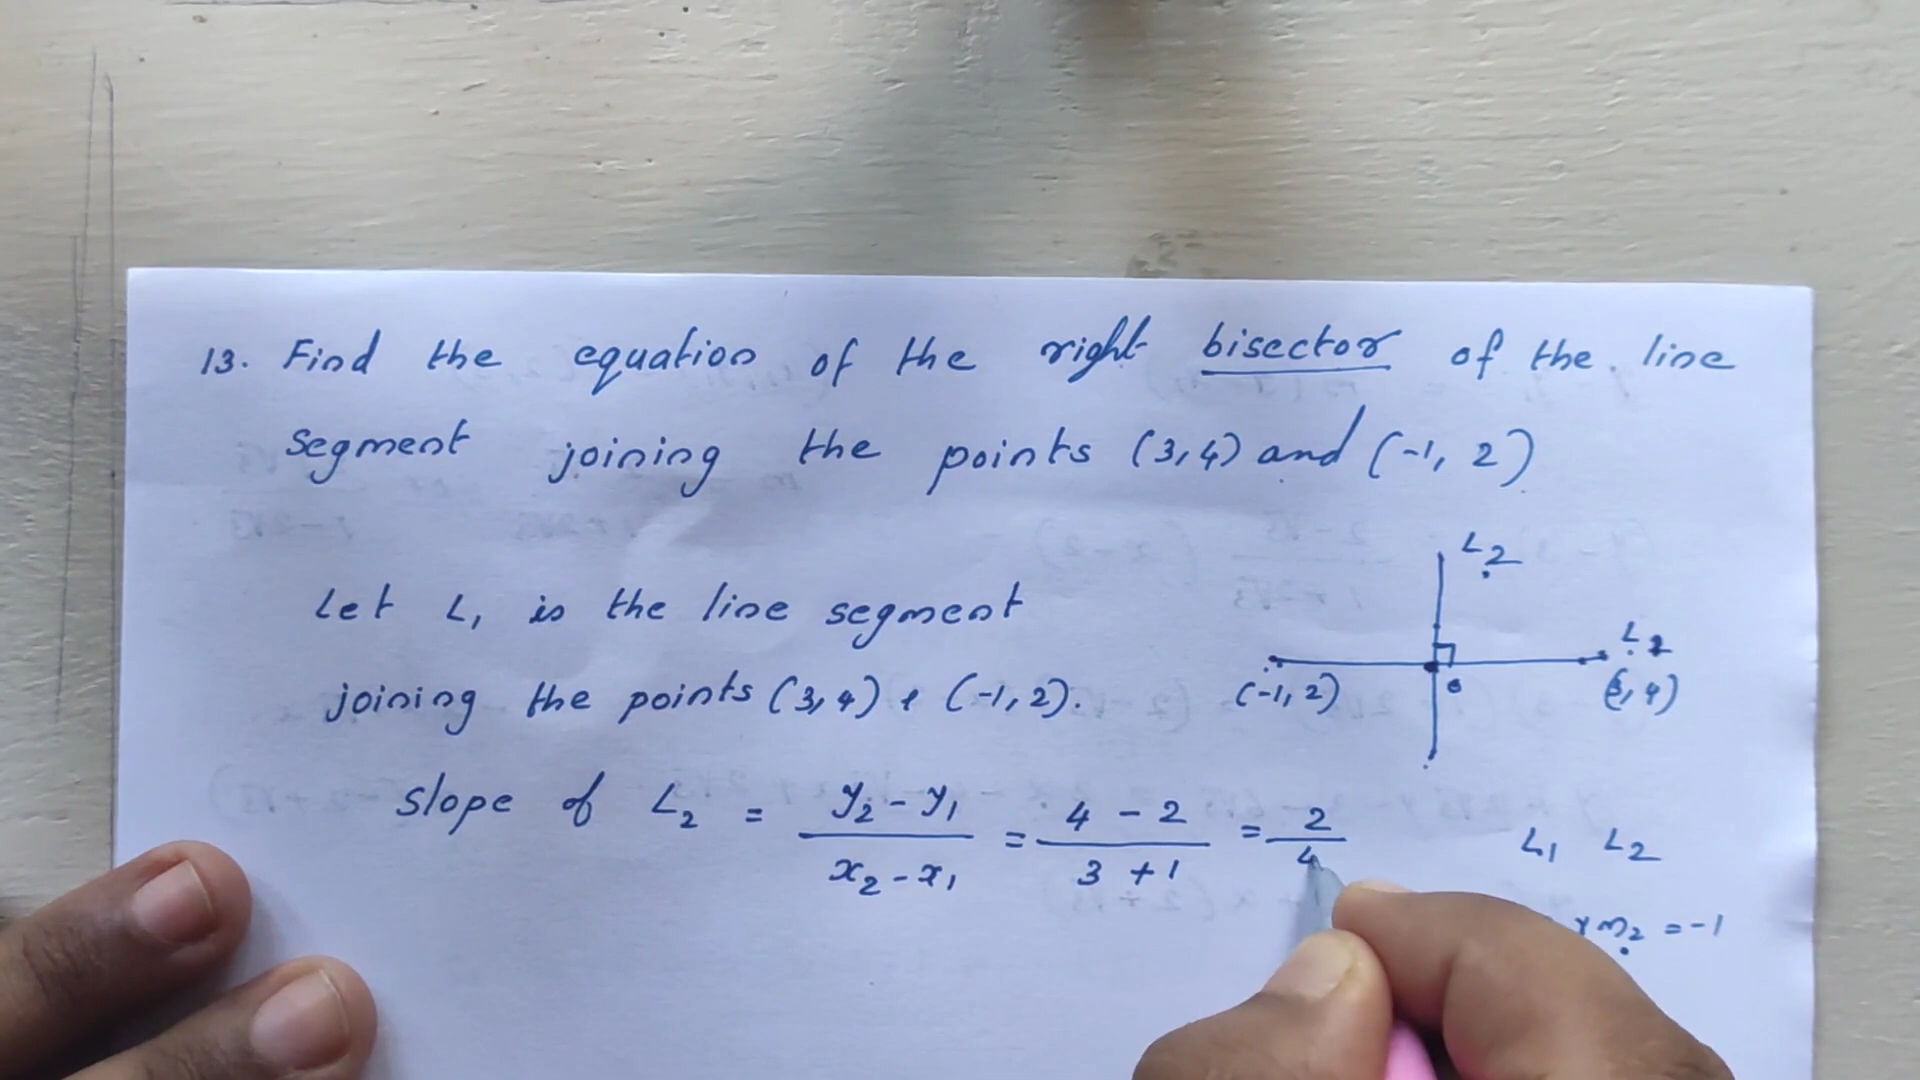 13. Find the equation of the right bisector of the line
segment joining the points (3,4) and (-1, 2)
L2
Let L1 is the line segment
L2
joining the points (3,4) & (-1, 2).
(-1, 2)
(3, 4)
slope of L2 = y2 - y1 / x2 - x1 = 4 - 2 / 3 + 1 = 2 / 4
L1 L2
x m2 = -1